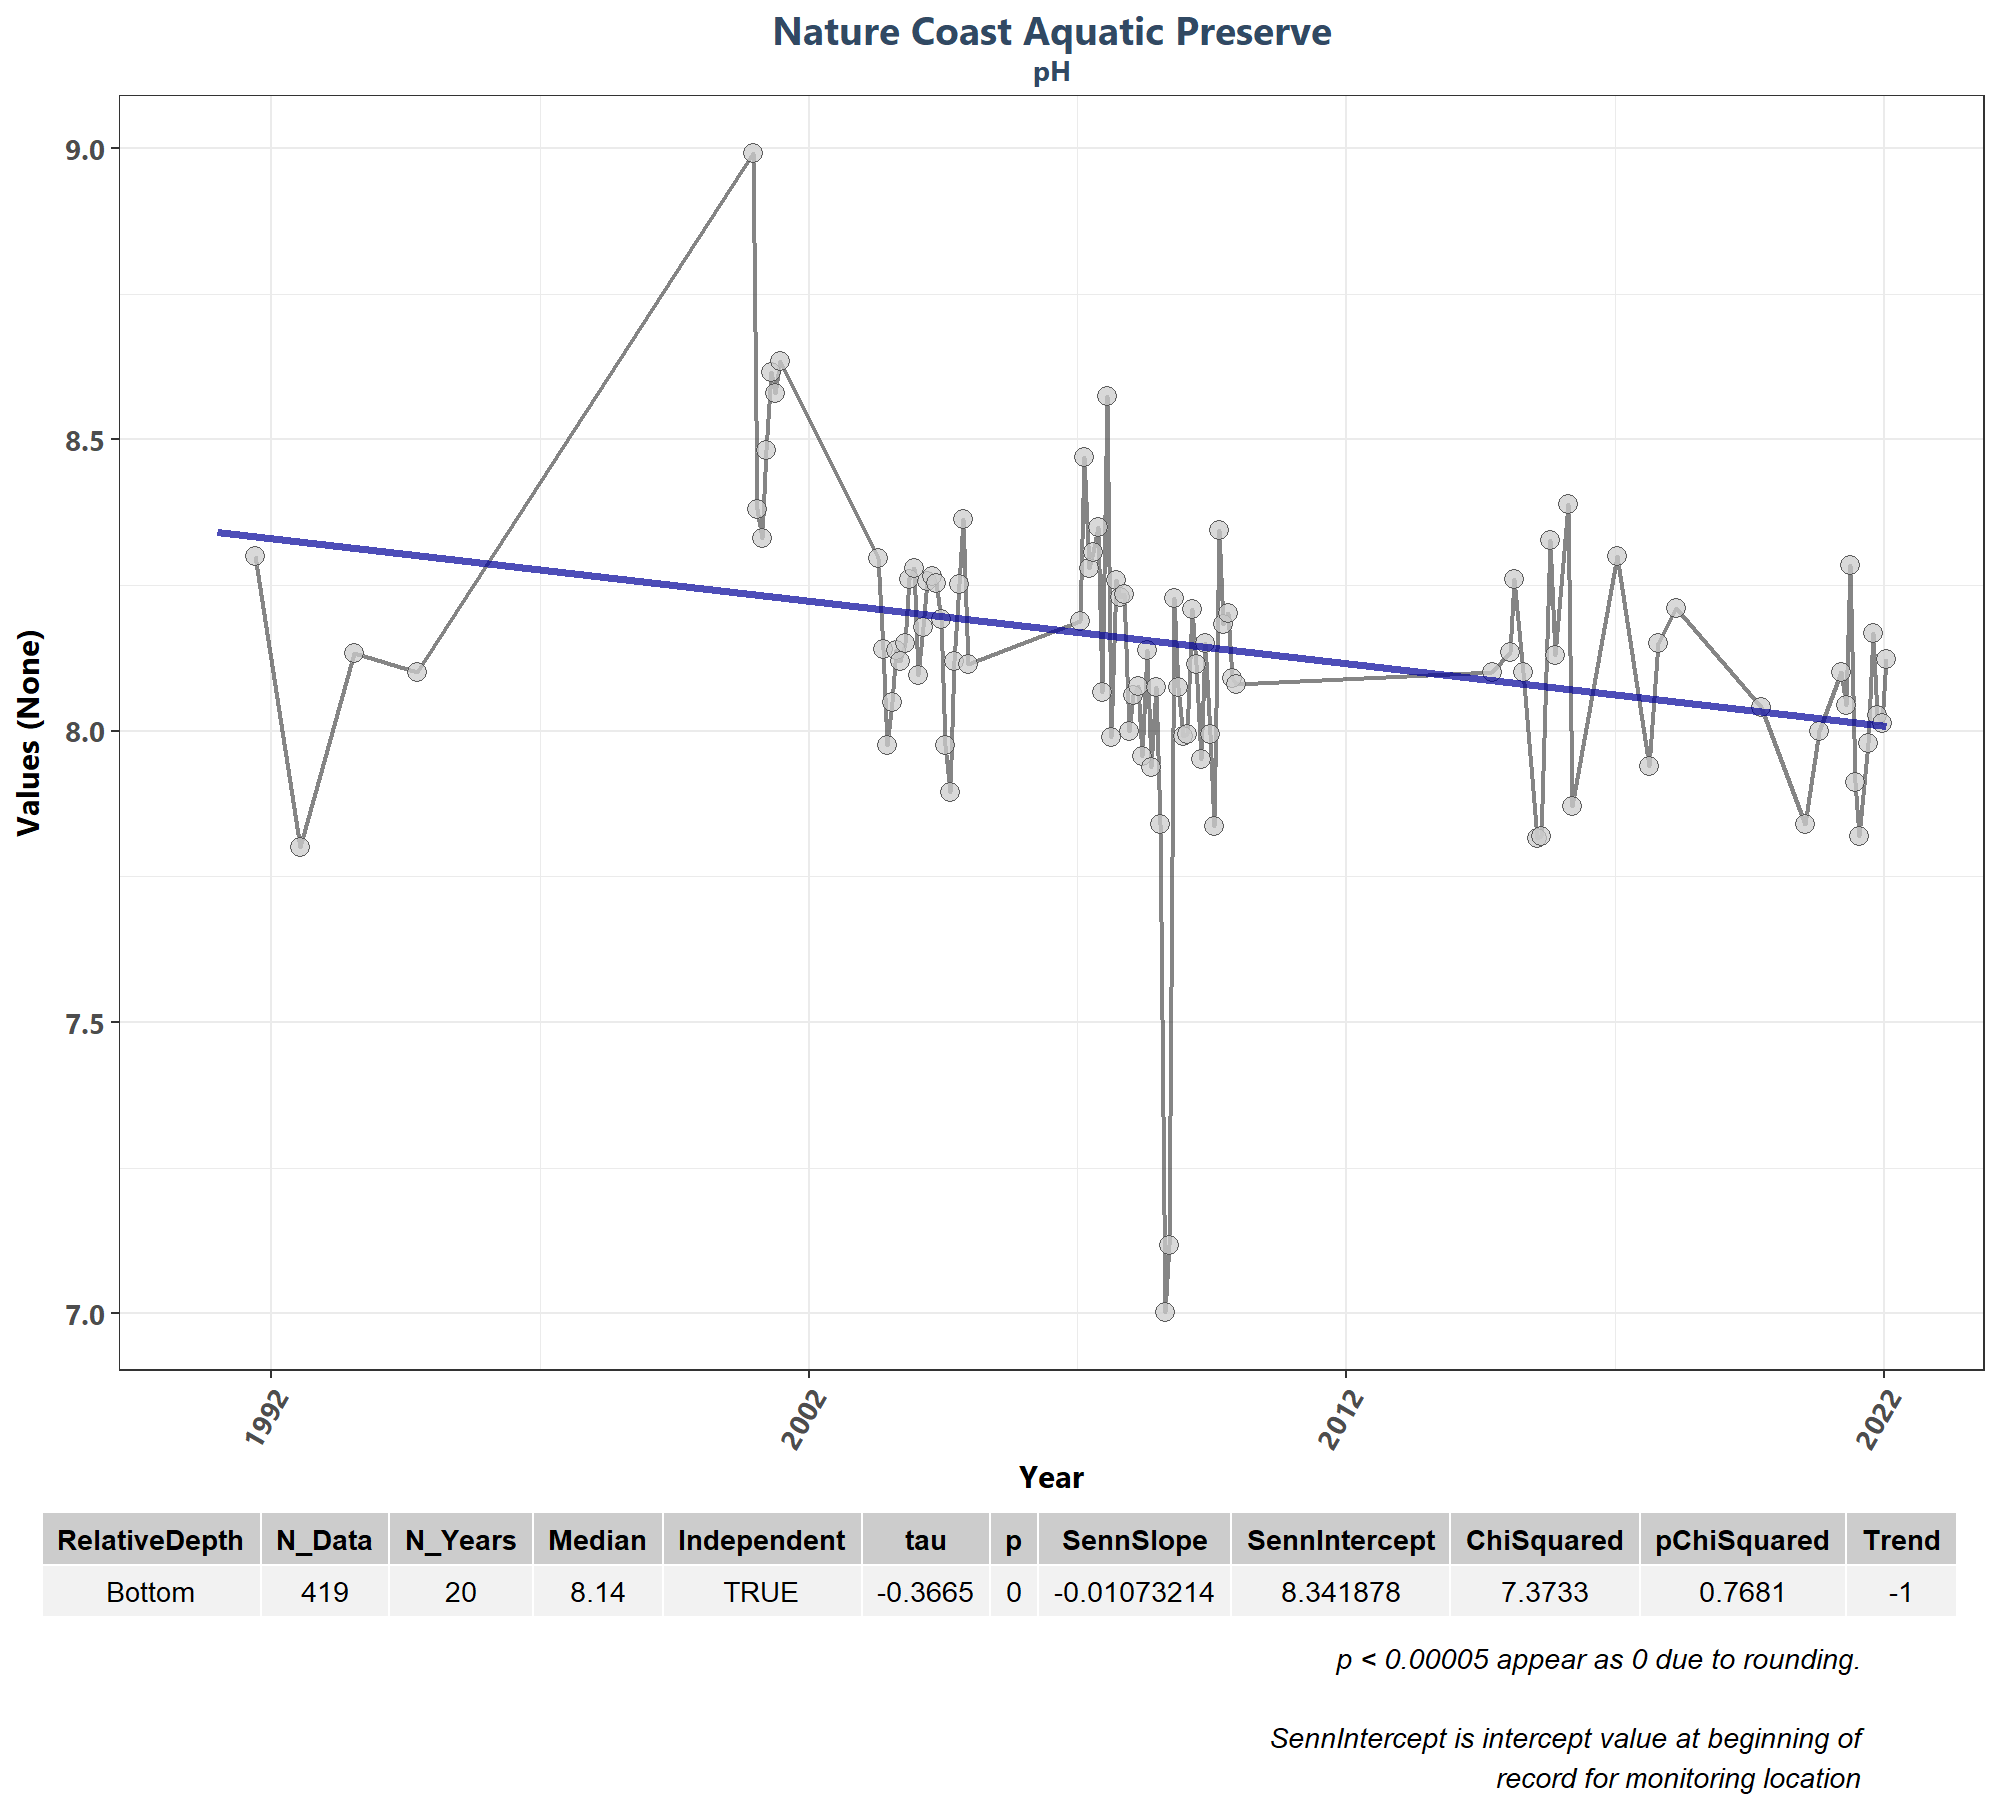 Nature Coast Aquatic Preserve
pH
9.0
8.5
8.0
7.5
7.0
Values (None)
1992
2002
2012
2022
Year
RelativeDepth N_Data N_Years Median Independent tau p SennSlope SennIntercept ChiSquared pChiSquared Trend
Bottom 419 20 8.14 TRUE -0.3665 0 -0.01073214 8.341878 7.3733 0.7681 -1
p < 0.00005 appear as 0 due to rounding.
SennIntercept is intercept value at beginning of
record for monitoring location